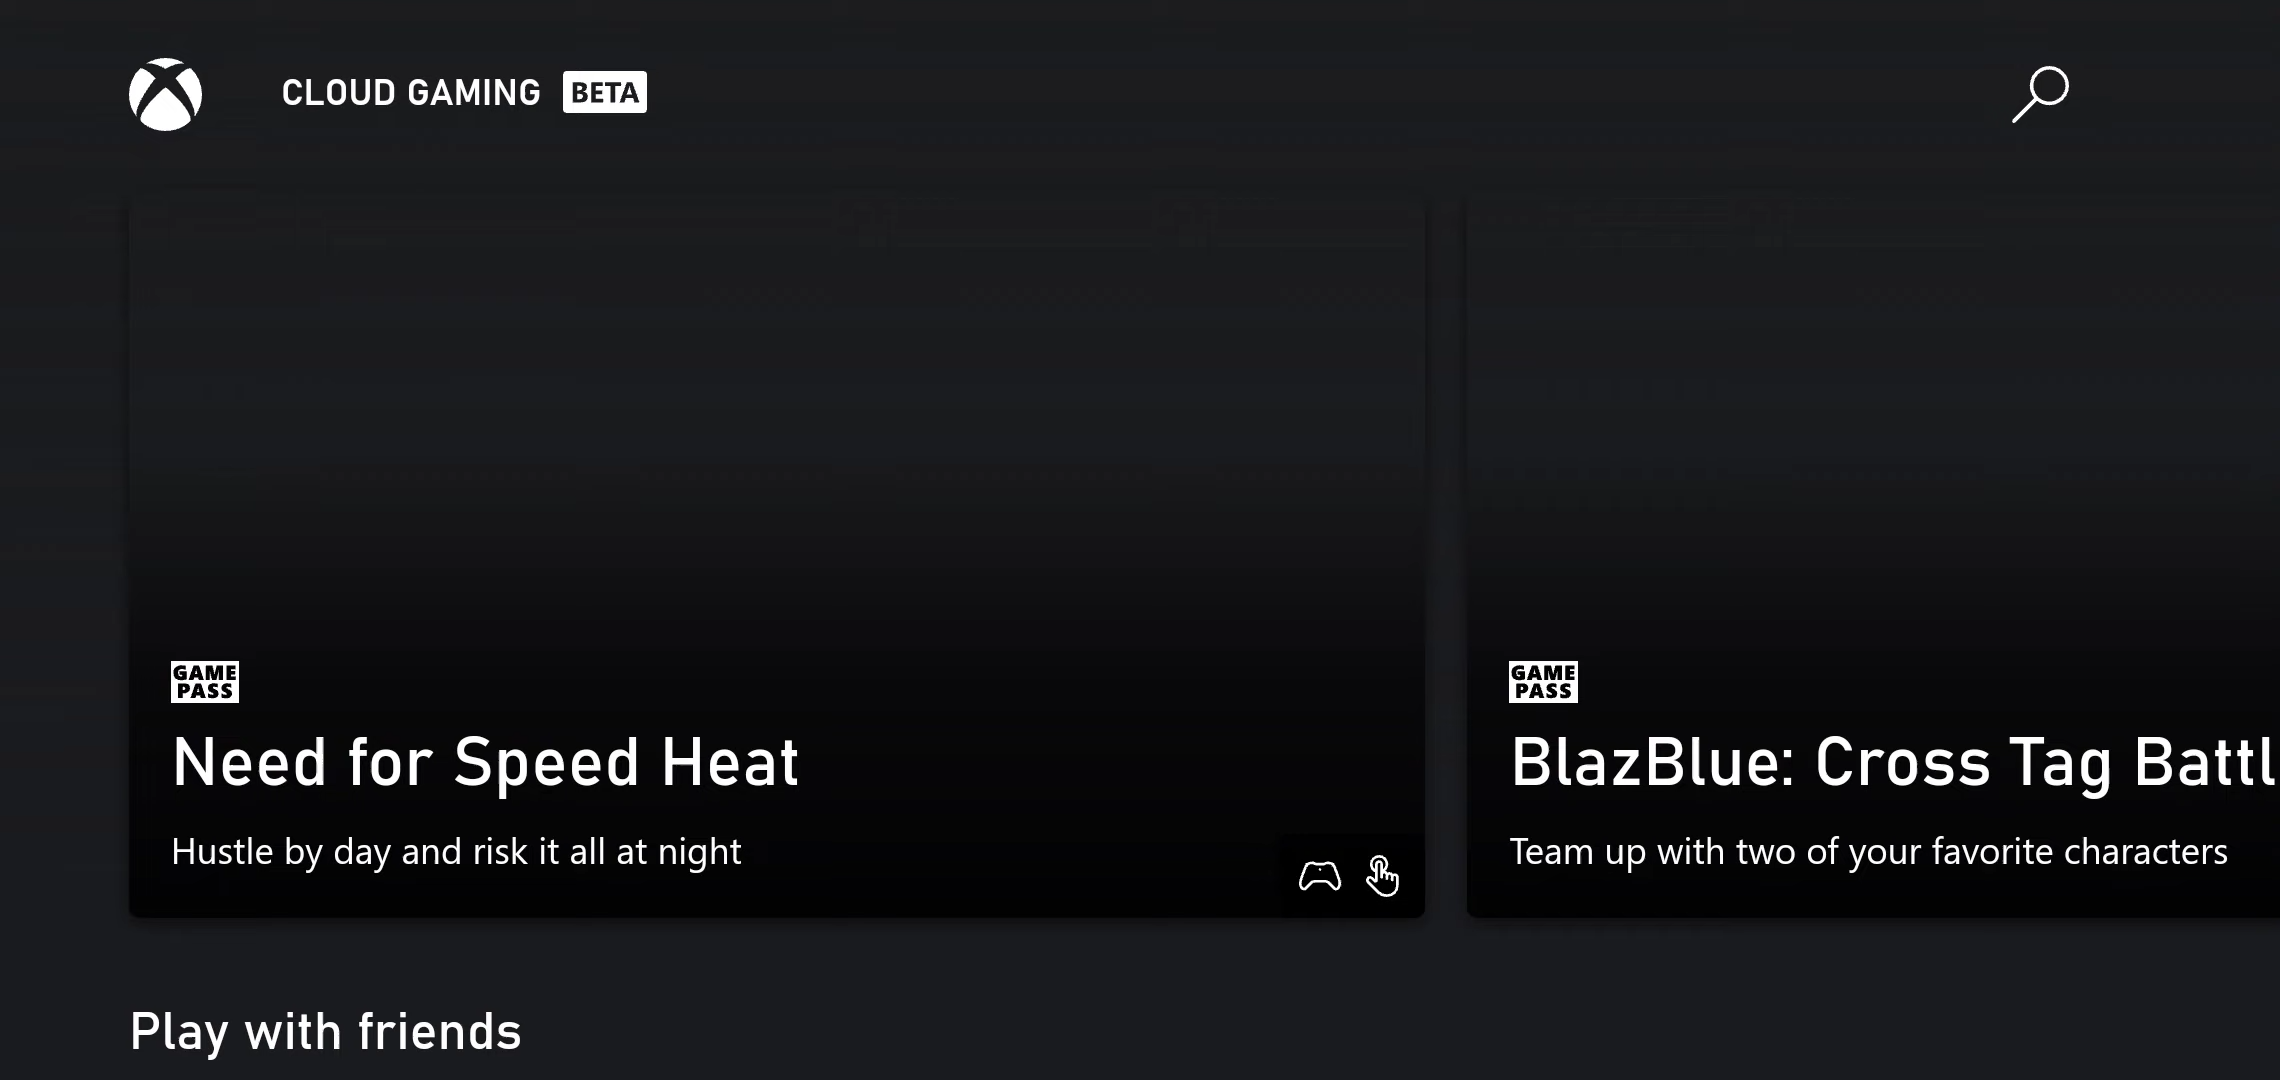 CLOUD GAMING BETA
GAME
PASS
Need for Speed Heat
Hustle by day and risk it all at night
GAME
PASS
BlazBlue: Cross Tag Battl
Team up with two of your favorite characters
Play with friends